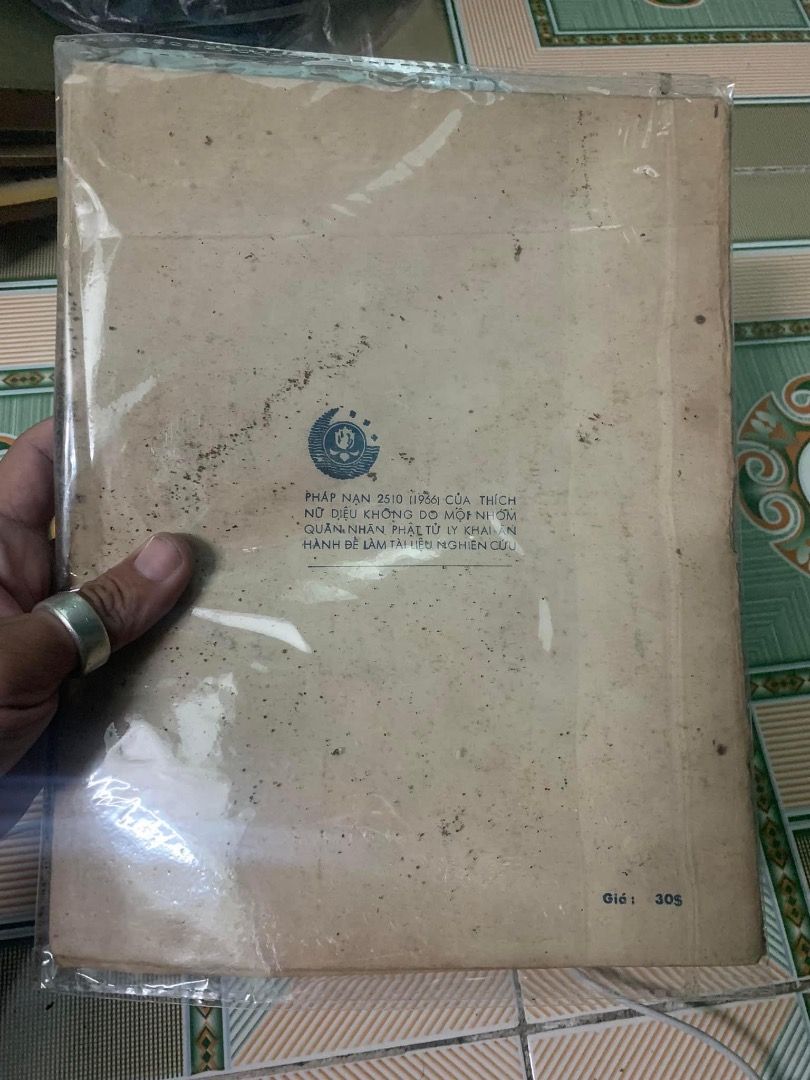 PHÁP NẠN 2510 (1966) CỦA THÍCH
NỮ DIỆU KHÔNG DO MỘT NHÓM
QUÂN NHÂN PHẬT TỬ LY KHAI ẤN
HÀNH ĐỂ LÀM TÀI LIỆU NGHIÊN CỨU
Giá : 30$